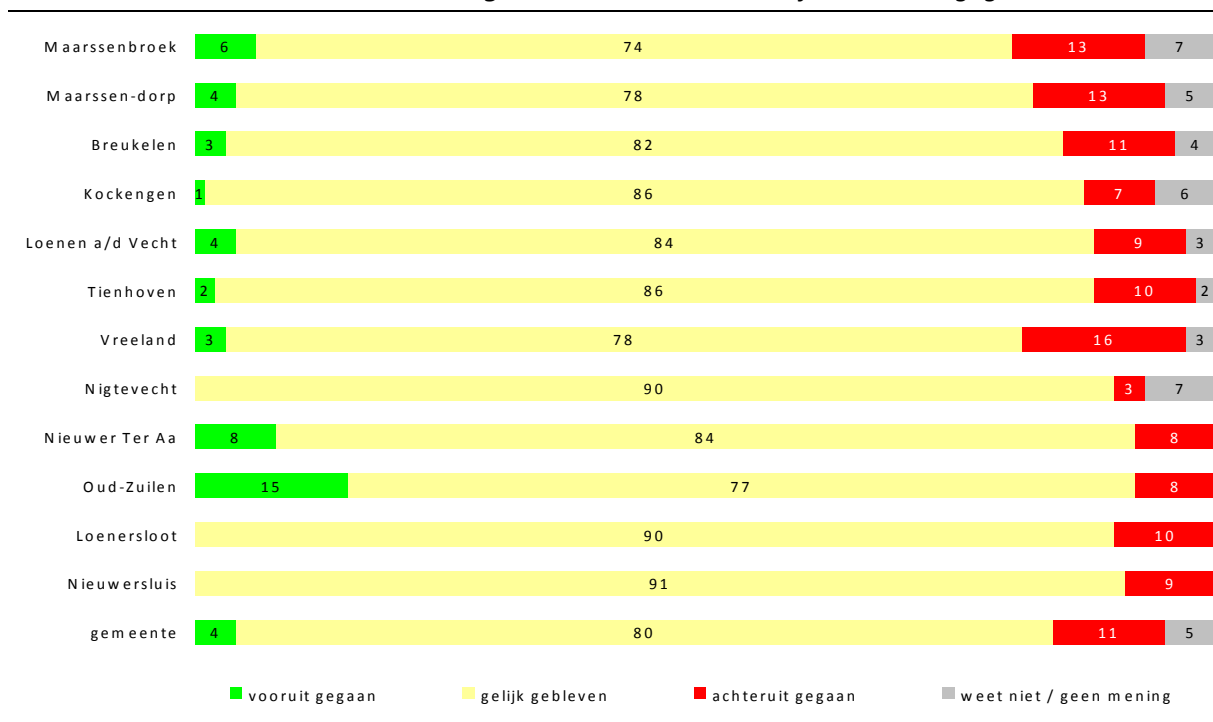 Maarssenbroek 6 74 13 7
Maarssen-dorp 4 78 13 5
Breukelen 3 82 11 4
Kockengen 1 86 7 6
Loenen a/d Vecht 4 84 9 3
Tienhoven 2 86 10 2
Vreeland 3 78 16 3
Nigtevecht 90 3 7
Nieuwer Ter Aa 8 84 8
Oud-Zuilen 15 77 8
Loenersloot 90 10
Nieuwersluis 91 9
gemeente 4 80 11 5
vooruit gegaan gelijk gebleven achteruit gegaan weet niet / geen mening